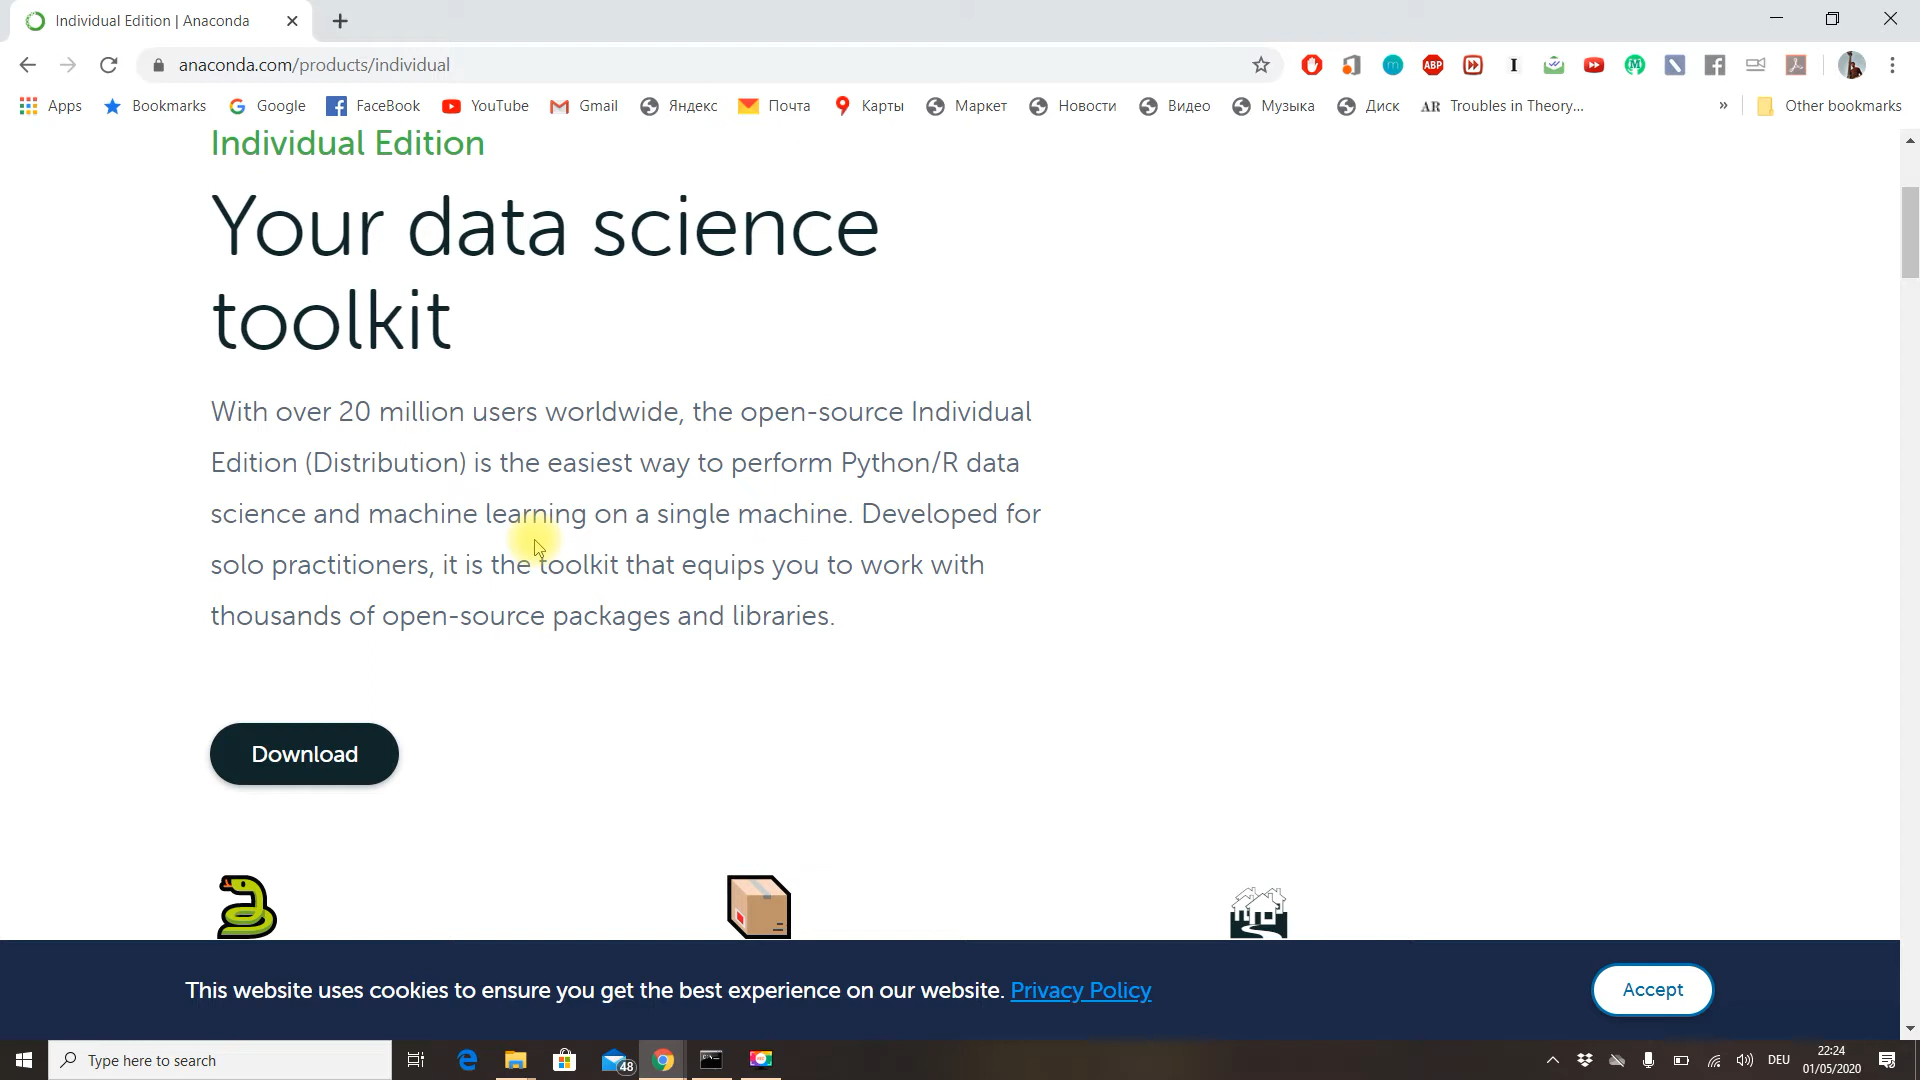 Individual Edition | Anaconda
anaconda.com/products/individual
ABP
Apps Bookmarks Google FaceBook YouTube Gmail Яндекс Почта Карты Маркет Новости Видео Музыка Диск AR Troubles in Theory... » Other bookmarks
Individual Edition
Your data science
toolkit
With over 20 million users worldwide, the open-source Individual
Edition (Distribution) is the easiest way to perform Python/R data
science and machine learning on a single machine. Developed for
solo practitioners, it is the toolkit that equips you to work with
thousands of open-source packages and libraries.
Download
This website uses cookies to ensure you get the best experience on our website. Privacy Policy
Accept
Type here to search
48
DEU
22:24
01/05/2020